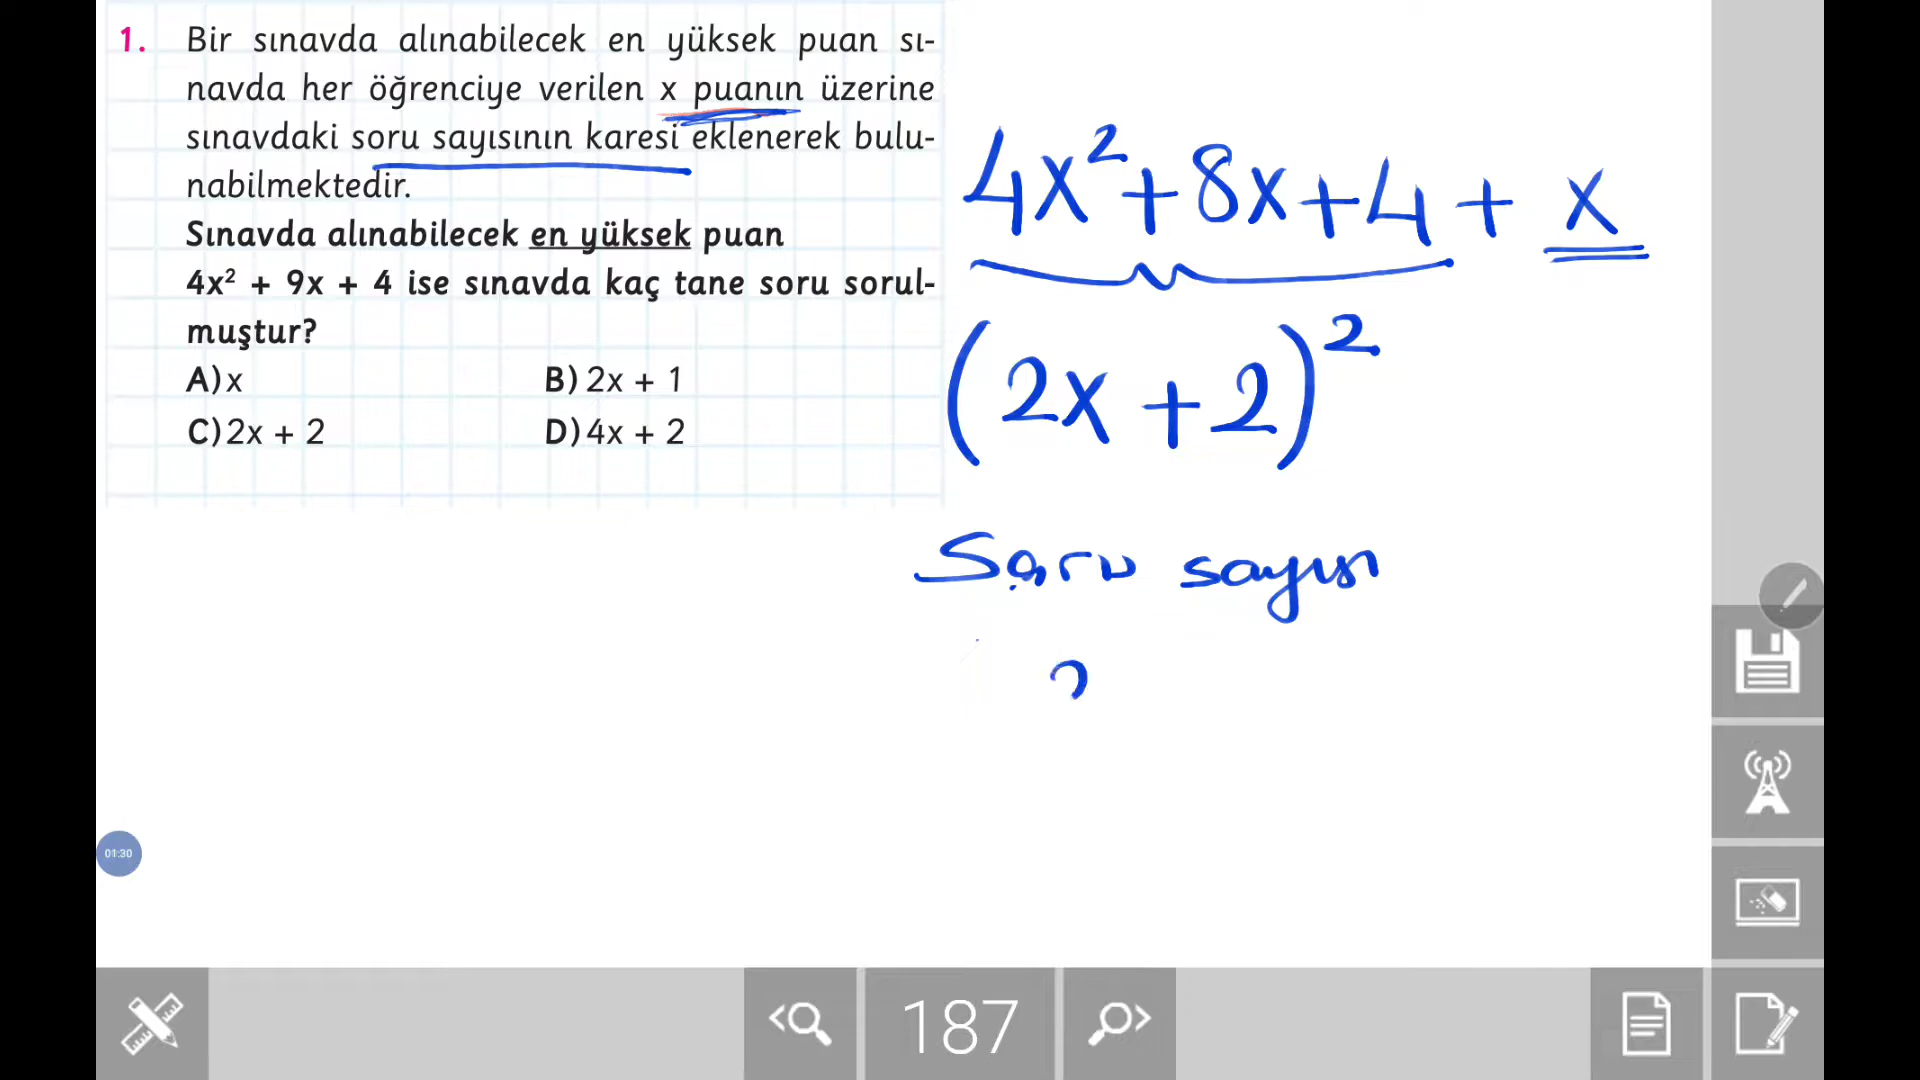 1. Bir sınavda alınabilecek en yüksek puan sı-
navda her öğrenciye verilen x puanın üzerine
sınavdaki soru sayısının karesi eklenerek bulu-
nabilmektedir.
Sınavda alınabilecek en yüksek puan
4x² + 9x + 4 ise sınavda kaç tane soru sorul-
muştur?
A) x B) 2x + 1
C) 2x + 2 D) 4x + 2
4x² + 8x + 4 + x
(2x + 2)²
Soru sayısı
01:30
187